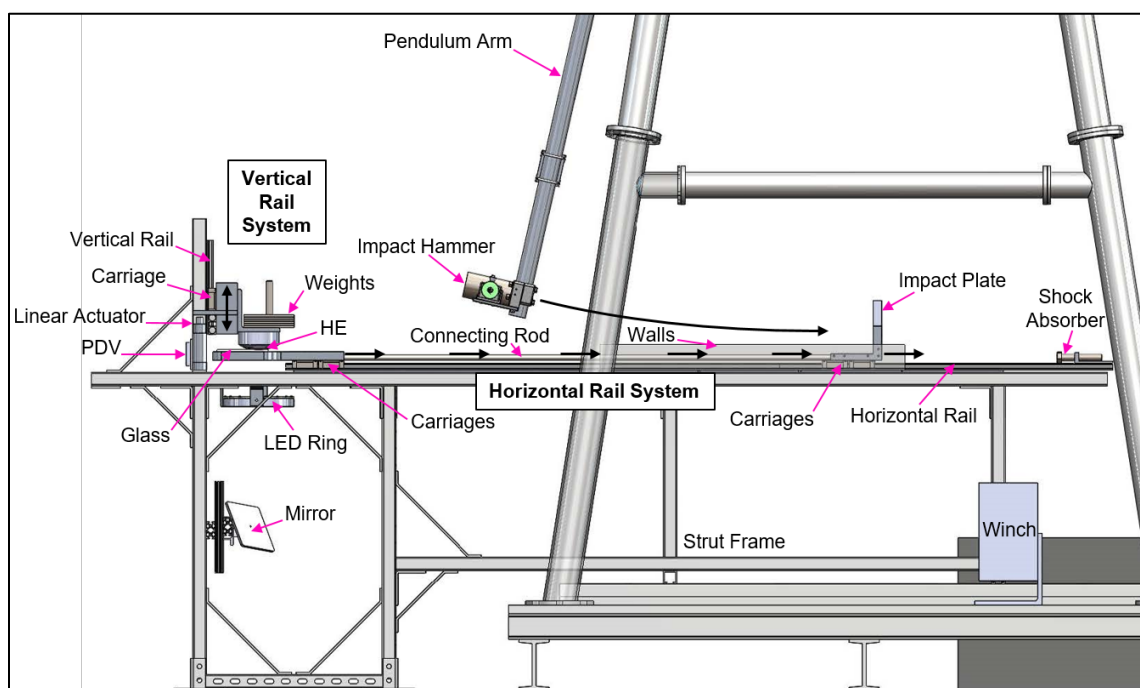 Pendulum Arm
Vertical
Rail
System
Vertical Rail
Impact Hammer
Carriage
Weights
Impact Plate
Shock
Absorber
Linear Actuator
HE
Connecting Rod
Walls
PDV
Horizontal Rail System
Glass
LED Ring
Carriages
Carriages
Horizontal Rail
Mirror
Winch
Strut Frame